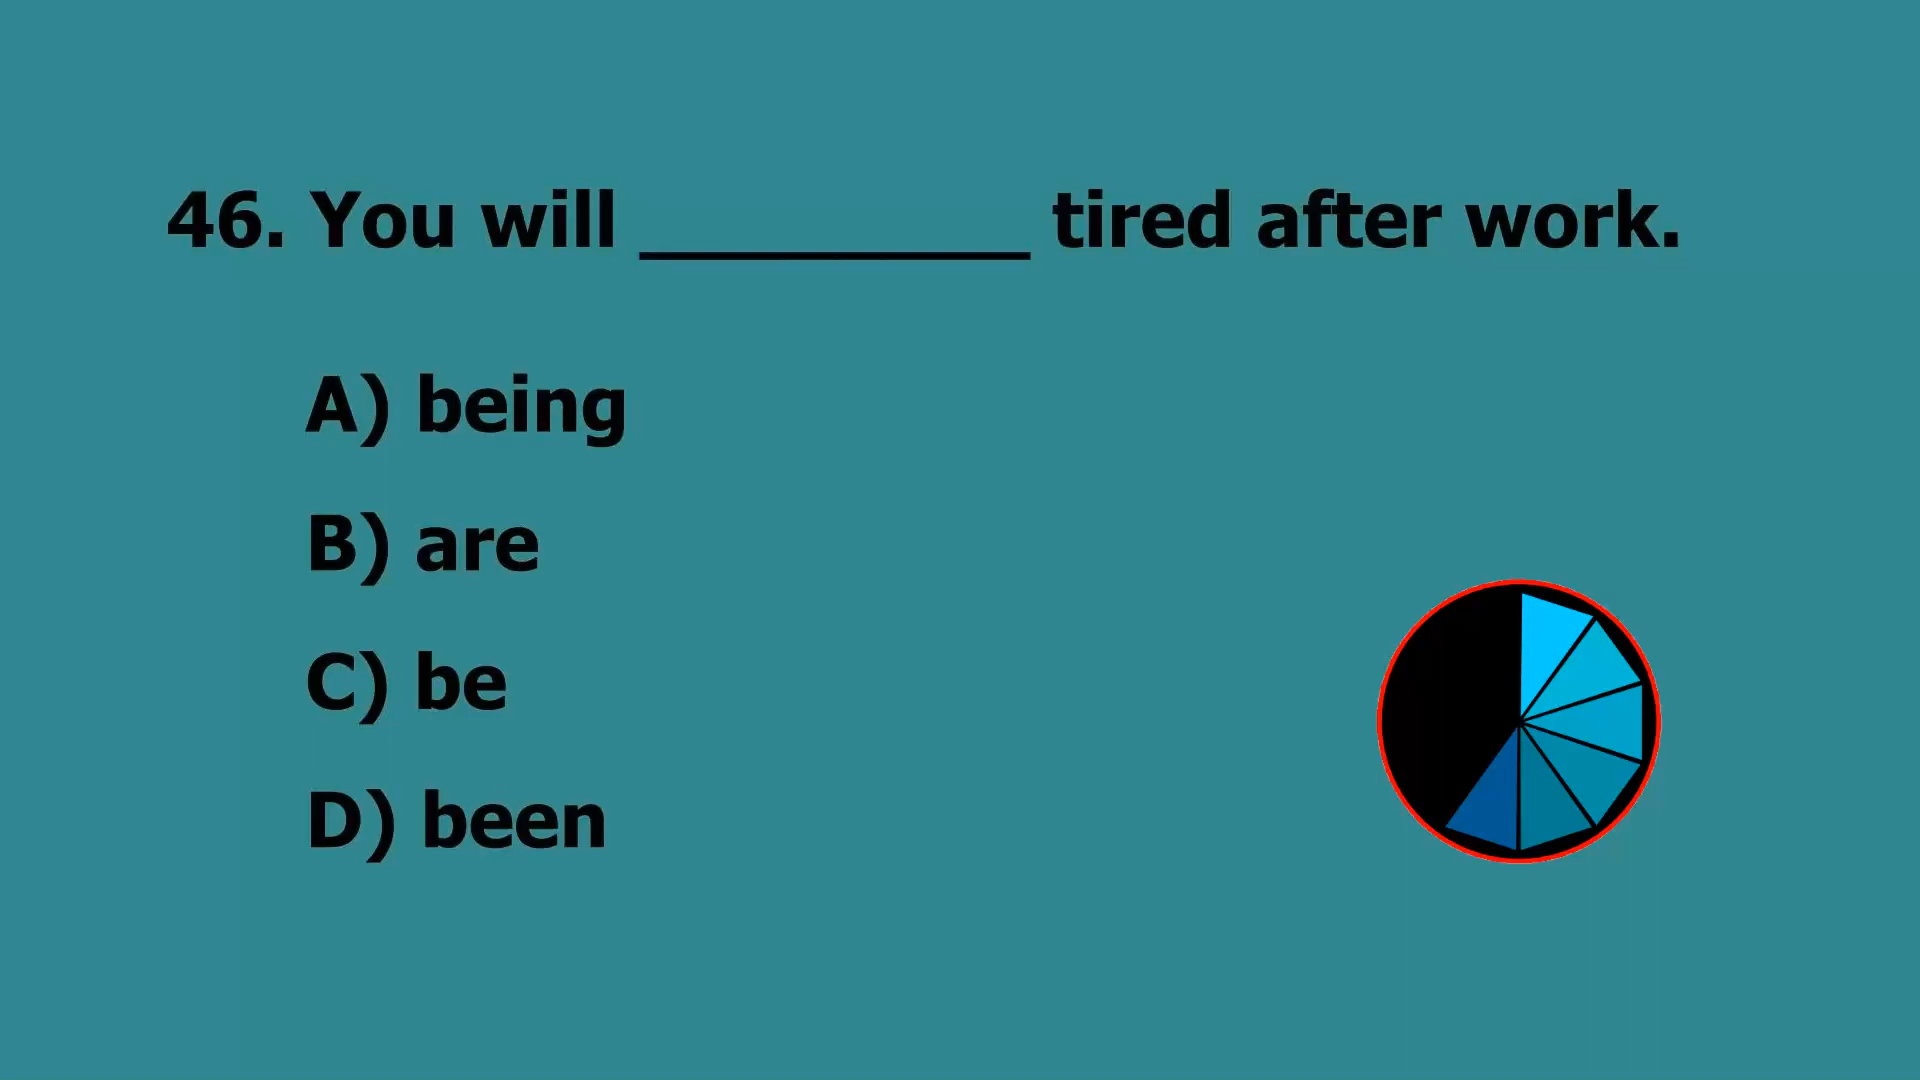 46. You will __________ tired after work.
A) being
B) are
C) be
D) been